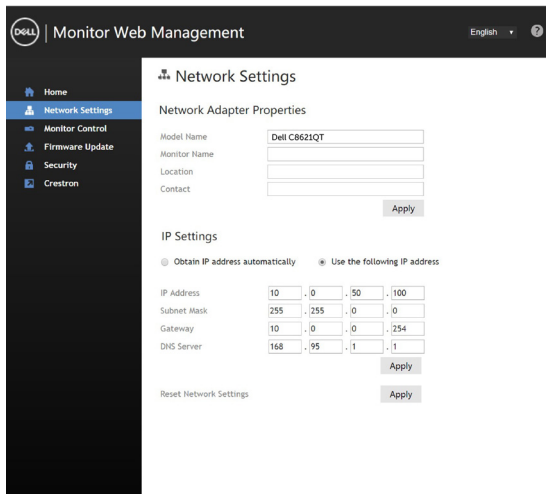 DELL | Monitor Web Management
English ?
Home
Network Settings
Monitor Control
Firmware Update
Security
Crestron
Network Settings
Network Adapter Properties
Model Name Dell C8621QT
Monitor Name
Location
Contact
Apply
IP Settings
Obtain IP address automatically Use the following IP address
IP Address 10 . 0 . 50 . 100
Subnet Mask 255 . 255 . 0 . 0
Gateway 10 . 0 . 0 . 254
DNS Server 168 . 95 . 1 . 1
Apply
Reset Network Settings Apply